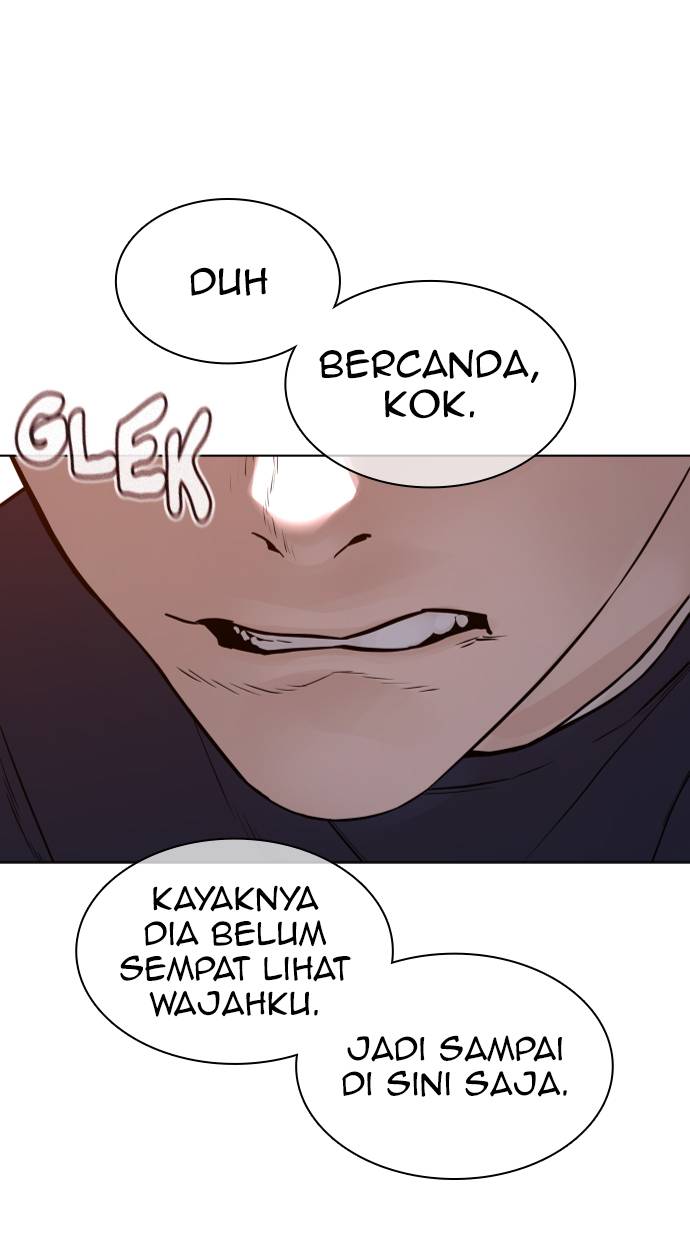 DUH
BERCANDA,
KOK.
GLEK
KAYAKNYA
DIA BELUM
SEMPAT LIHAT
WAJAHKU.
JADI SAMPAI
DI SINI SAJA.